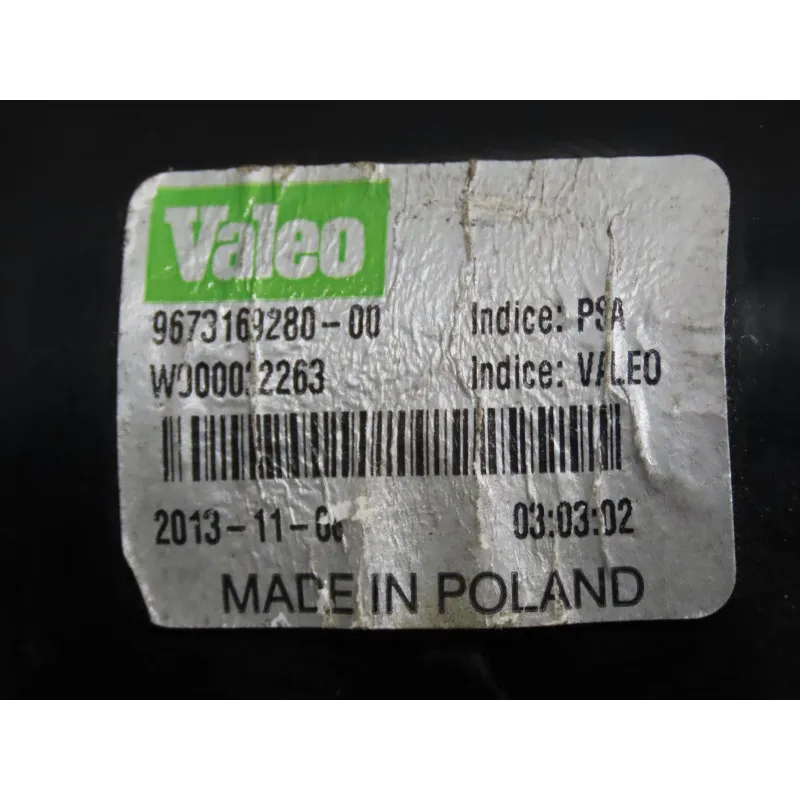 Valeo
9673169280-00 Indice: PSA
Indice: VALEO
MADE IN POLAND
03:03:02